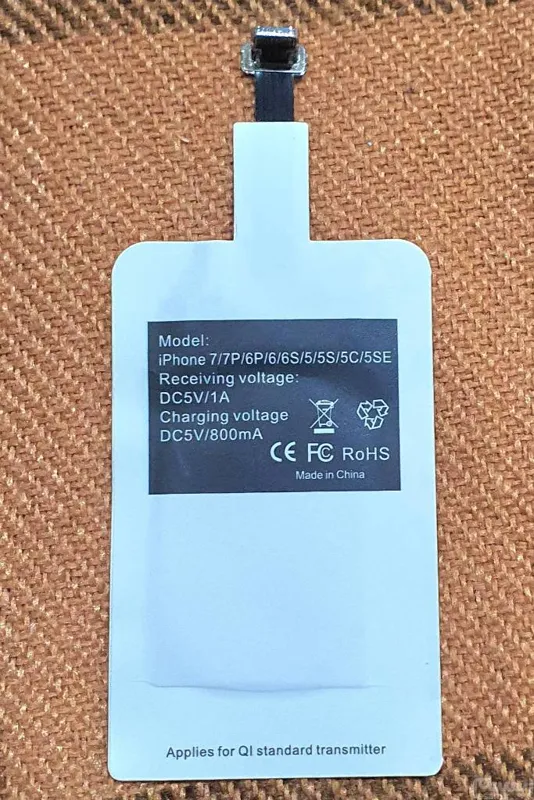 Model:
iPhone 7/7P/6P/6/6S/5/5S/5C/5SE
Receiving voltage:
DC5V/1A
Charging voltage
DC5V/800mA
CE FC RoHS
Made in China
Applies for QI standard transmitter